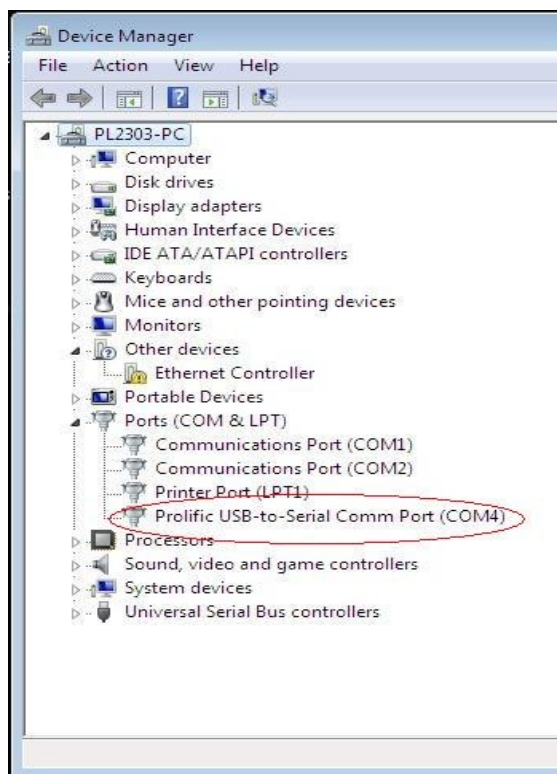 Device Manager
File Action View Help
PL2303-PC
Computer
Disk drives
Display adapters
Human Interface Devices
IDE ATA/ATAPI controllers
Keyboards
Mice and other pointing devices
Monitors
Other devices
Ethernet Controller
Portable Devices
Ports (COM & LPT)
Communications Port (COM1)
Communications Port (COM2)
Printer Port (LPT1)
Prolific USB-to-Serial Comm Port (COM4)
Processors
Sound, video and game controllers
System devices
Universal Serial Bus controllers